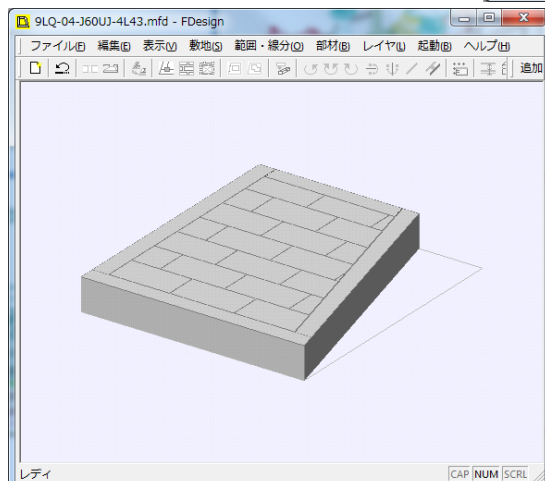 9LQ-04-J60UJ-4L43.mfd - FDesign
ファイル(F) 編集(E) 表示(V) 敷地(S) 範囲・線分(O) 部材(B) レイヤ(L) 起動(B) ヘルプ(H)
追加
レディ CAP NUM SCRL